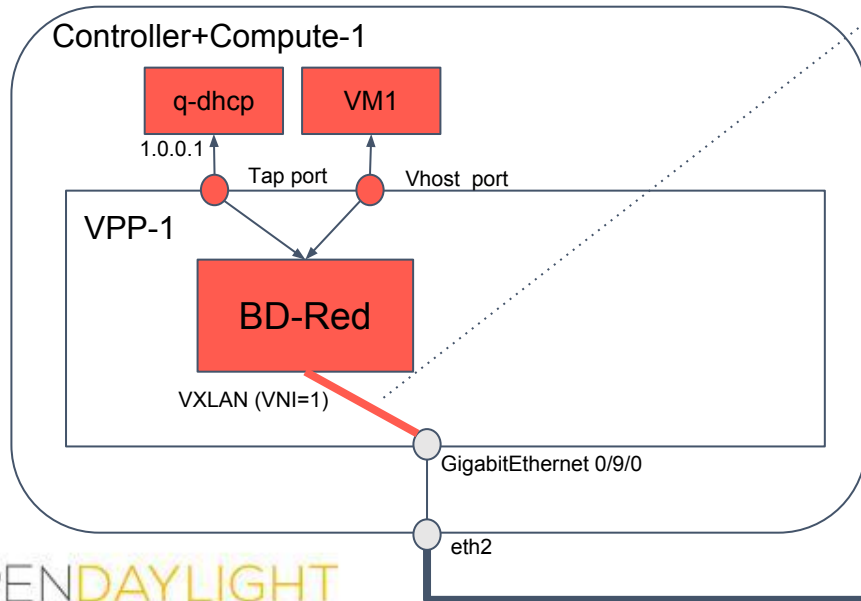 Controller+Compute-1
q-dhcp
VM1
1.0.0.1
Tap port
Vhost port
VPP-1
BD-Red
VXLAN (VNI=1)
GigabitEthernet 0/9/0
eth2
PENDAYLIGHT